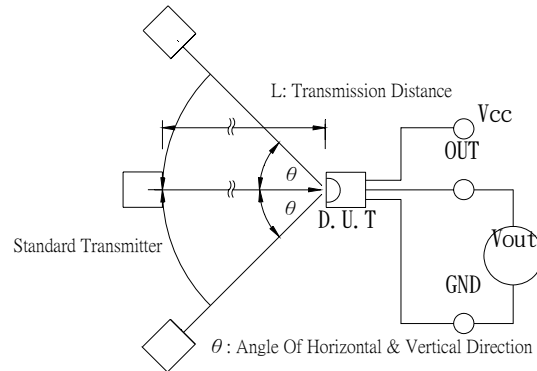 L: Transmission Distance
Vcc
OUT
θ
θ
D. U. T
Standard Transmitter
Vout
GND
θ : Angle Of Horizontal & Vertical Direction